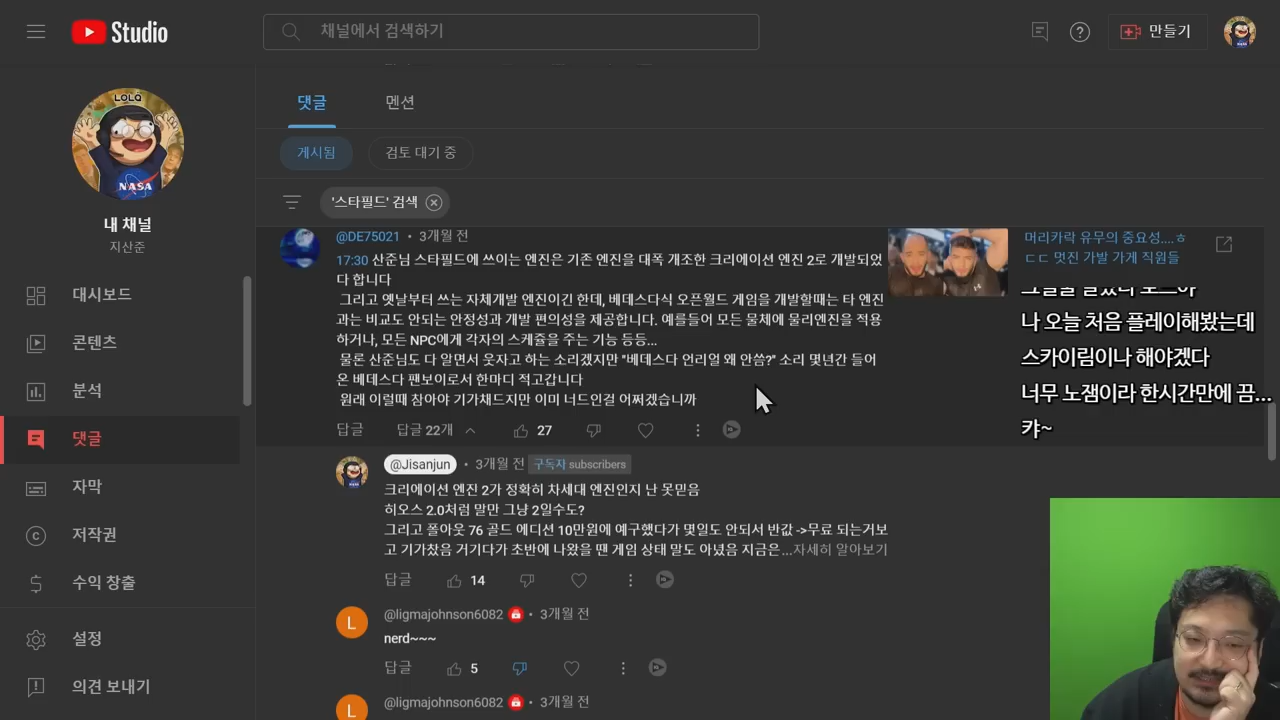 Studio
채널에서 검색하기
만들기
LOLO
NASA
내 채널
지산준
대시보드
콘텐츠
분석
댓글
자막
저작권
수익 창출
설정
의견 보내기
댓글
멘션
게시됨
검토 대기 중
'스타필드' 검색
@DE75021 • 3개월 전
17:30 산준님 스타필드에 쓰이는 엔진은 기존 엔진을 대폭 개조한 크리에이션 엔진 2로 개발되었
다 합니다
그리고 옛날부터 쓰는 자체개발 엔진이긴 한데, 베데스다식 오픈월드 게임을 개발할때는 타 엔진
과는 비교도 안되는 안정성과 개발 편의성을 제공합니다. 예를들어 모든 물체에 물리엔진을 적용
하거나, 모든 NPC에게 각자의 스케쥴을 주는 기능 등등...
물론 산준님도 다 알면서 웃자고 하는 소리겠지만 "베데스다 언리얼 왜 안씀?" 소리 몇년간 들어
온 베데스다 팬보이로서 한마디 적고갑니다
원래 이럴때 참아야 기가채드지만 이미 너드인걸 어쩌겠습니까
답글 답글 22개 27
머리카락 유무의 중요성....ㅎ
ㄷㄷ 멋진 가발 가게 직원들
나 오늘 처음 플레이해봤는데
스카이림이나 해야겠다
너무 노잼이라 한시간만에 끔...
캬~
@Jisanjun • 3개월 전 구독자 subscribers
크리에이션 엔진 2가 정확히 차세대 엔진인지 난 못믿음
히오스 2.0처럼 말만 그냥 2일수도?
그리고 폴아웃 76 골드 에디션 10만원에 예구했다가 몇일도 안되서 반값 ->무료 되는거보
고 기가찼음 거기다가 초반에 나왔을 땐 게임 상태 말도 아녔음 지금은...자세히 알아보기
답글 14
L
@ligmajohnson6082 • 3개월 전
nerd~~~
답글 5
L
@ligmajohnson6082 • 3개월 전